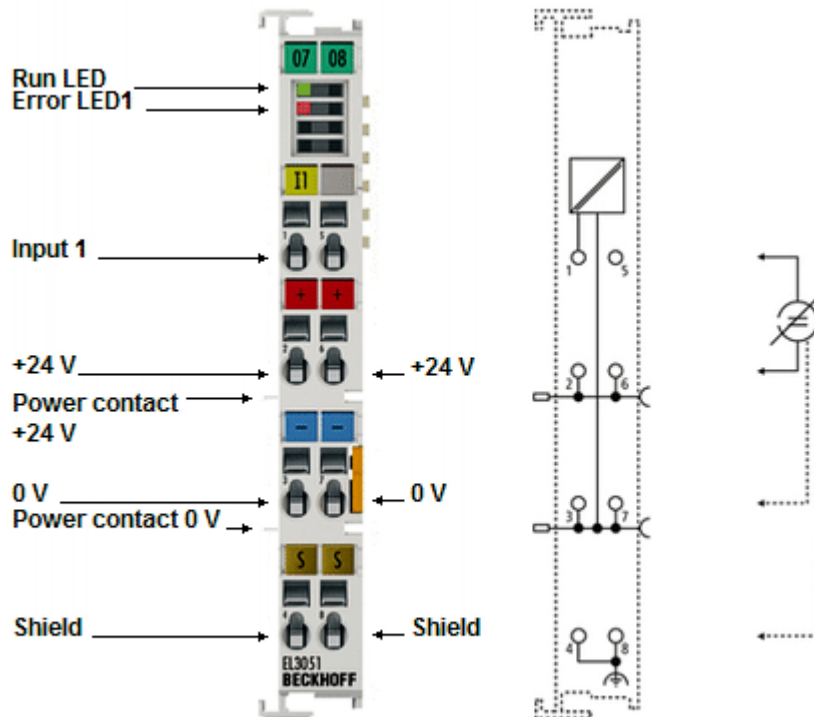 07 08
Run LED
Error LED1
I1
1 5
Input 1
1 5
+ +
2 6
+24 V
+24 V
2 6
Power contact
+24 V
- -
3 7
0 V
0 V
3 7
Power contact 0 V
S S
4 8
Shield
Shield
4 8
EL3051
BECKHOFF